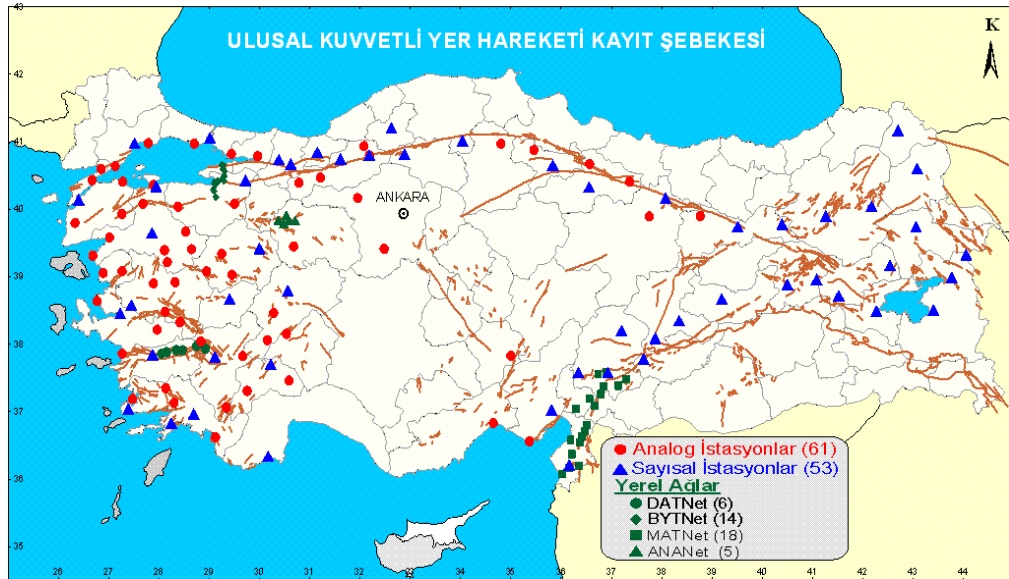 43
ULUSAL KUVVETLİ YER HAREKETİ KAYIT ŞEBEKESİ
K
42
41
40
39
38
37
36
35
ANKARA
Analog İstasyonlar (61)
Sayısal İstasyonlar (53)
Yerel Ağlar
DATNet (6)
BYTNet (14)
MATNet (18)
ANANet (5)
26 27 28 29 30 31 32 33 34 35 36 37 38 39 40 41 42 43 44